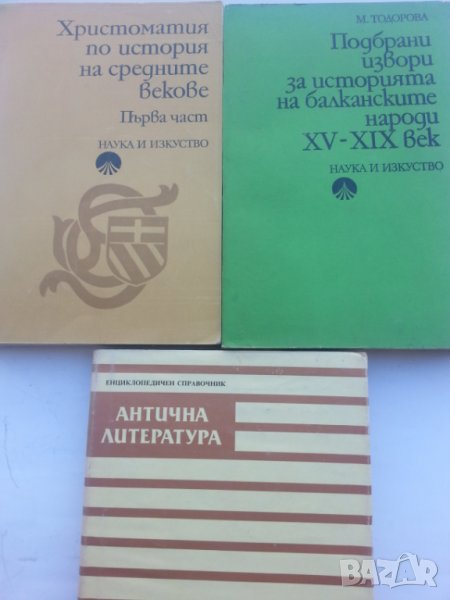 Христоматия
по история
на средните
векове
Първа част
НАУКА И ИЗКУСТВО
М. ТОДОРОВА
Подбрани
извори
за историята
на балканските
народи
XV-XIX век
НАУКА И ИЗКУСТВО
ЕНЦИКЛОПЕДИЧЕН СПРАВОЧНИК
АНТИЧНА
ЛИТЕРАТУРА
BAZAR